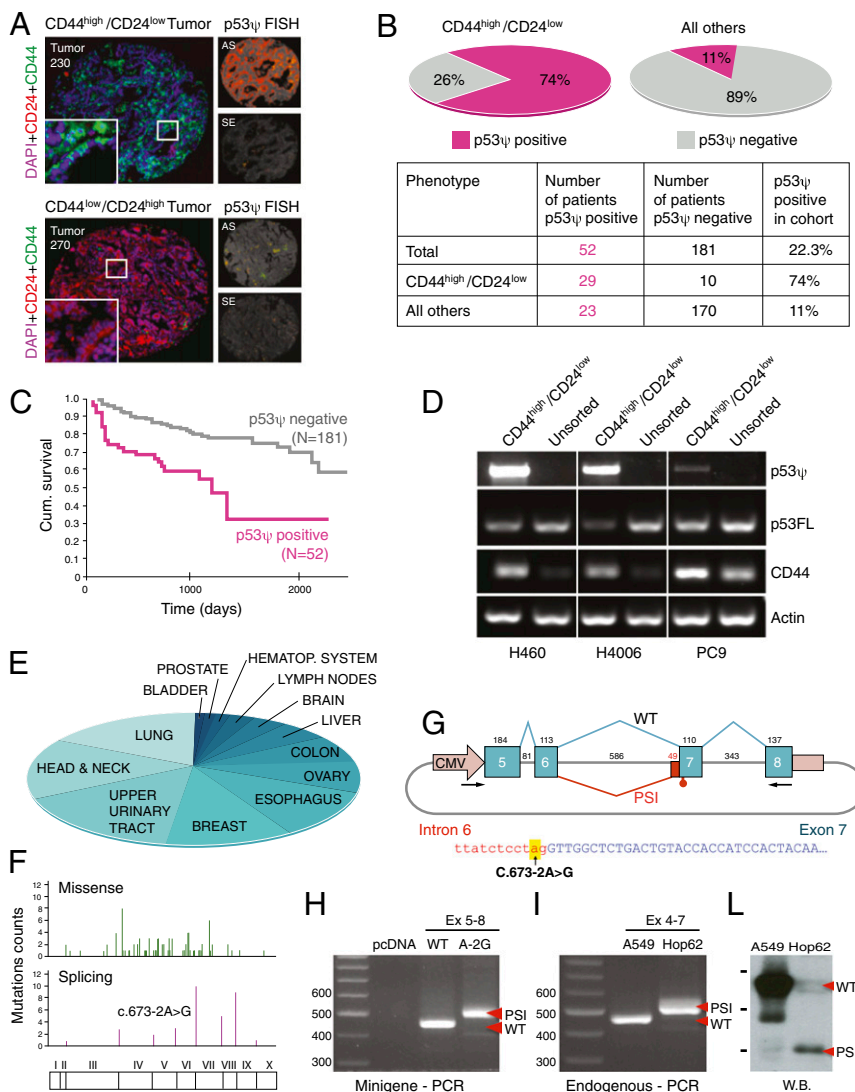 A
CD44high/CD24low Tumor
p53ψ FISH
Tumor
230
AS
SE
DAPI+CD24+CD44
CD44low/CD24high Tumor
p53ψ FISH
Tumor
270
AS
SE
DAPI+CD24+CD44
B
CD44high/CD24low
All others
26%
74%
11%
89%
p53ψ positive
p53ψ negative
Phenotype
Number of patients p53ψ positive
Number of patients p53ψ negative
p53ψ positive in cohort
Total 52 181 22.3%
CD44high/CD24low 29 10 74%
All others 23 170 11%
C
Cum. survival
1.0
0.9
0.8
0.7
0.6
0.5
0.4
0.3
0.2
0.1
0
p53ψ negative
(N=181)
p53ψ positive
(N=52)
0 1000 2000
Time (days)
D
CD44high/CD24low
Unsorted
CD44high/CD24low
Unsorted
CD44high/CD24low
Unsorted
p53ψ
p53FL
CD44
Actin
H460 H4006 PC9
E
PROSTATE
BLADDER
HEMATOP. SYSTEM
LYMPH NODES
BRAIN
LIVER
COLON
OVARY
ESOPHAGUS
BREAST
UPPER
URINARY
TRACT
HEAD & NECK
LUNG
F
Mutations counts
Missense
12
10
8
6
4
2
0
Splicing
12
10
8
6
4
2
0
c.673-2A>G
I II III IV V VI VII VIII IX X
G
WT
184 113 110 137
81 586 49 343
CMV 5 6 7 8
PSI
Intron 6
Exon 7
ttatctcctagGTTGGCTCTGACTGTACCACCATCCACTACAA...
C.673-2A>G
H
Ex 5-8
pcDNA WT A-2G
600
500
400
300
PSI
WT
Minigene - PCR
I
Ex 4-7
A549 Hop62
600
500
400
300
PSI
WT
Endogenous - PCR
L
A549 Hop62
WT
PS
W.B.